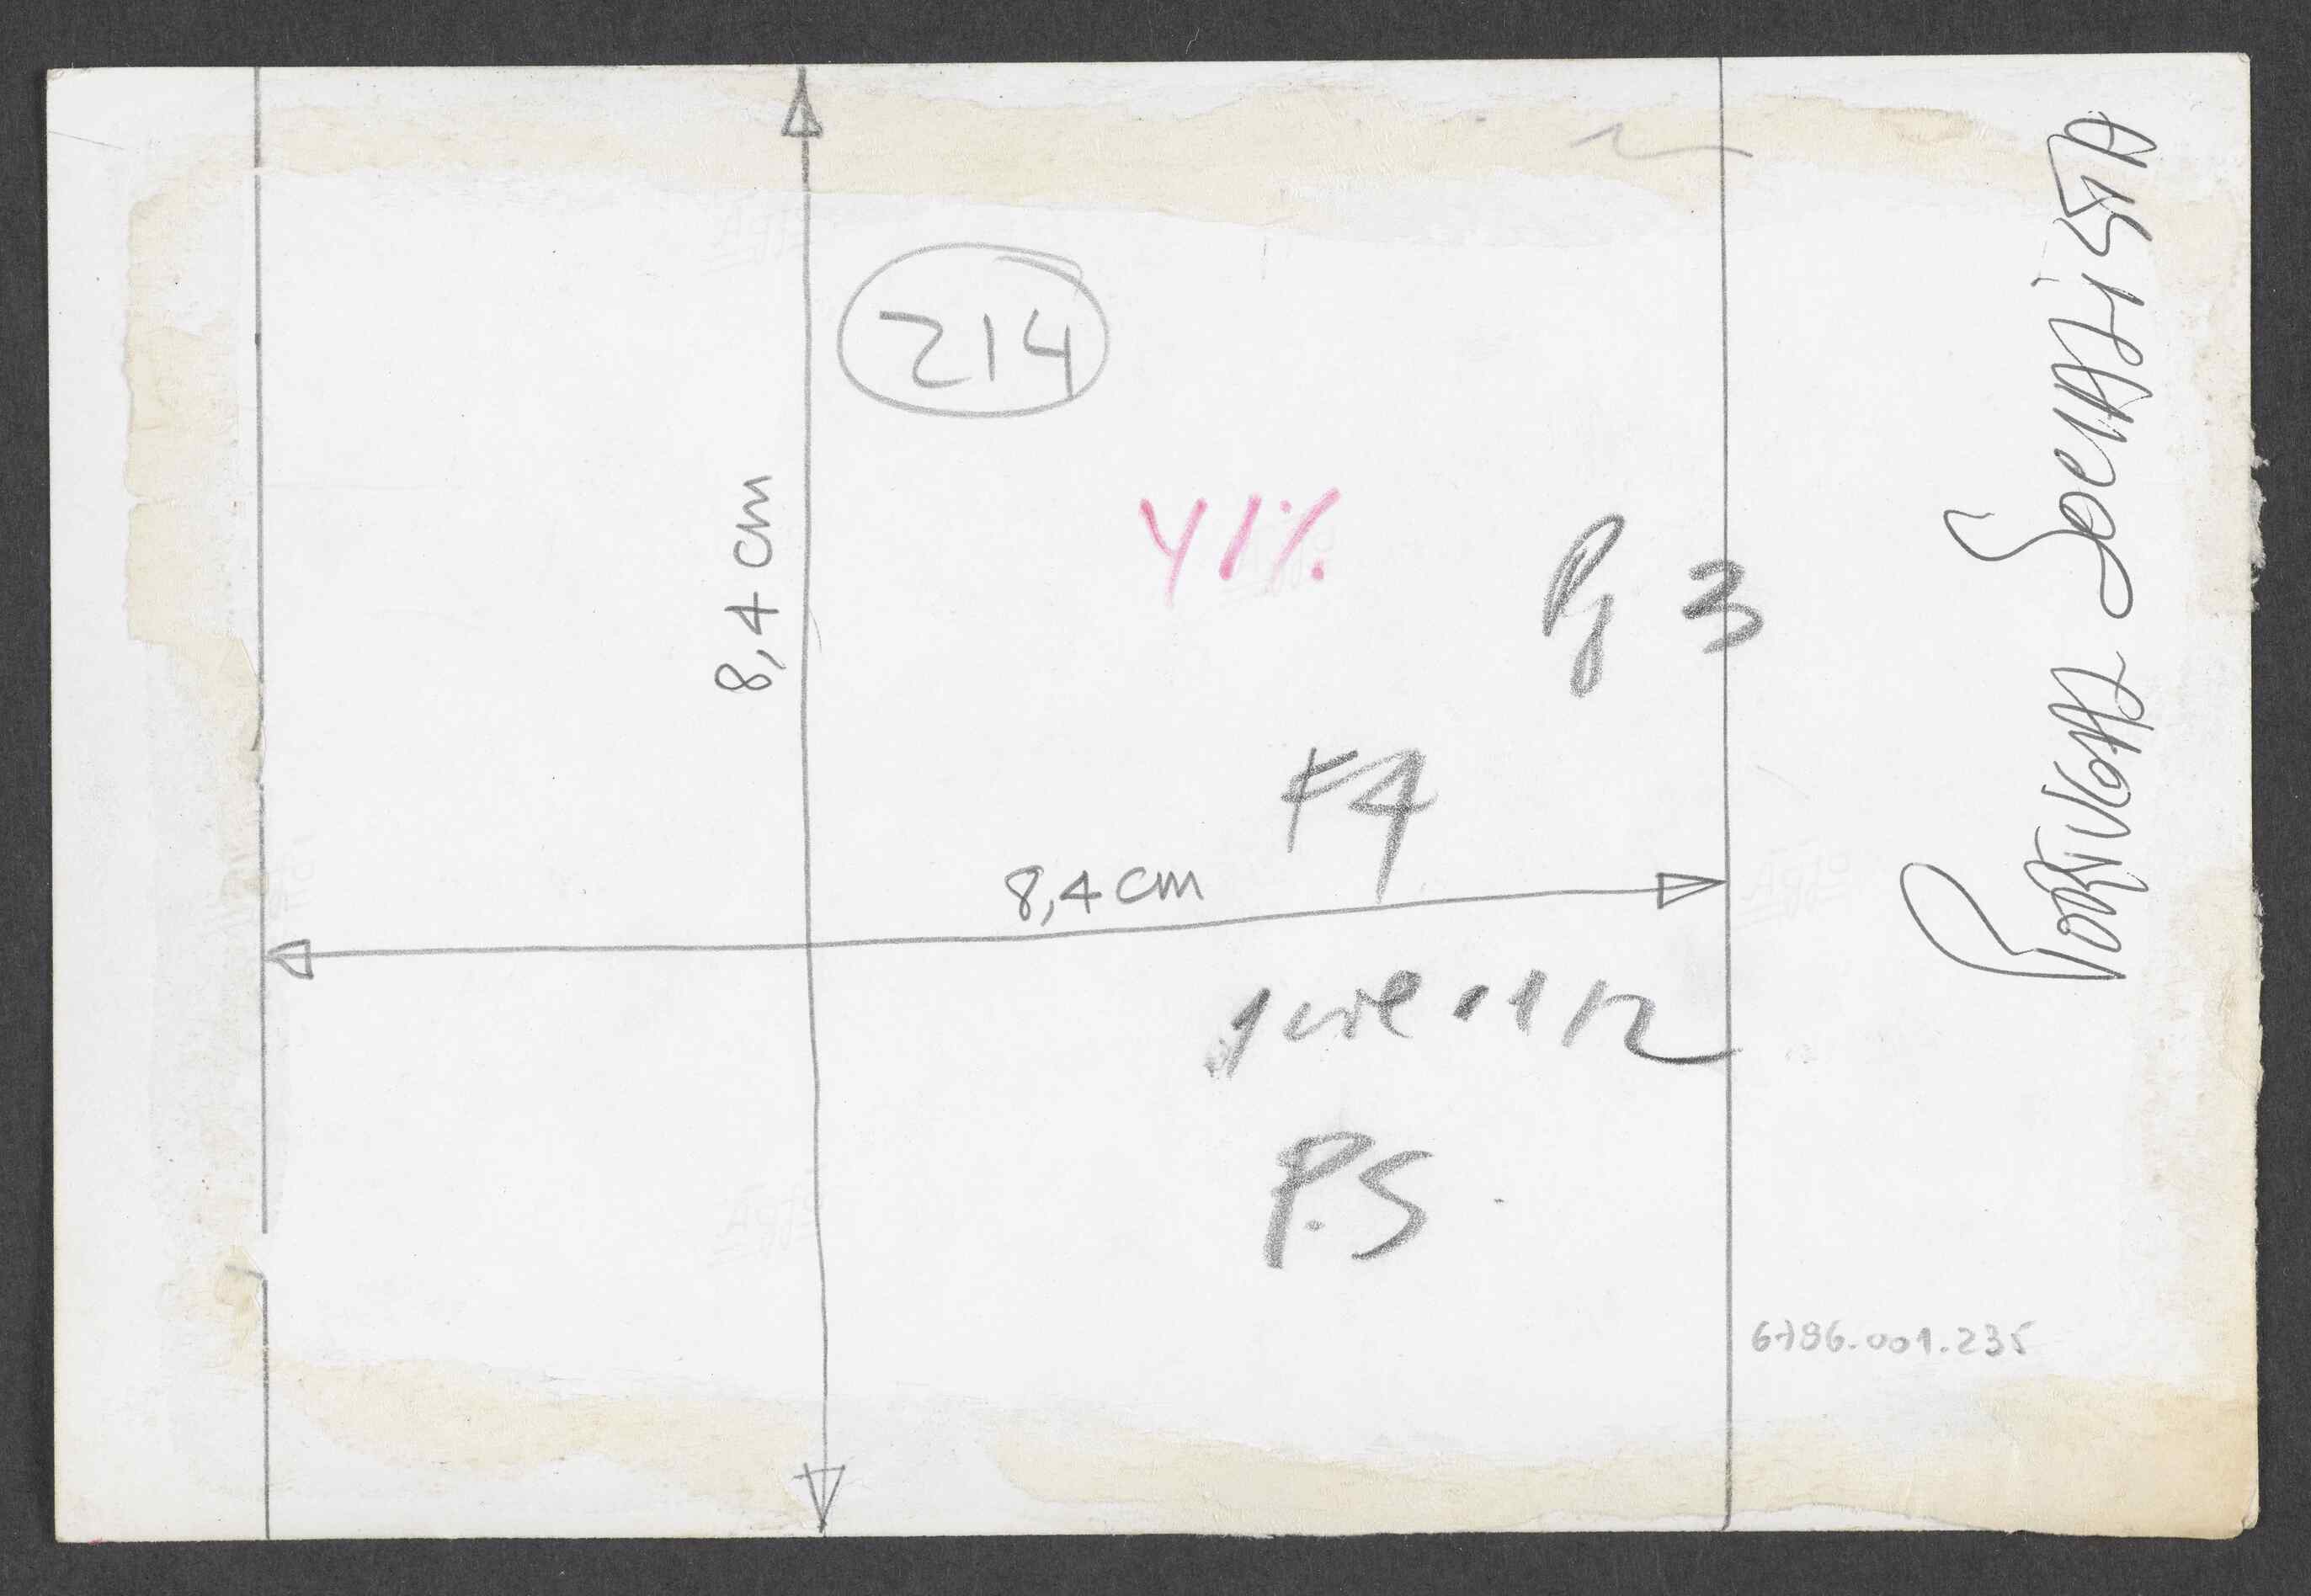 214
8,4 cm
41%
Pg 3
F4
8,4 cm
P.S
PORTUGAL SOCIALISTA
6786.001.235